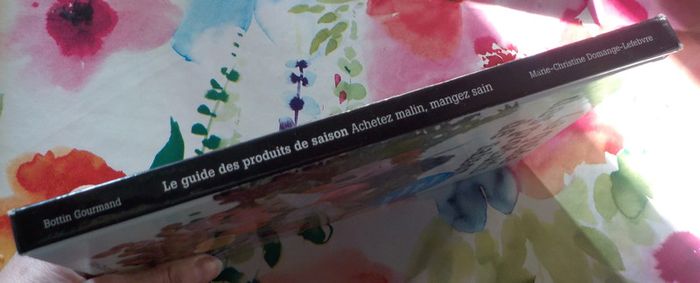 Bottin Gourmand Le guide des produits de saison Achetez malin, mangez sain Marie-Christine Domange-Lefebvre